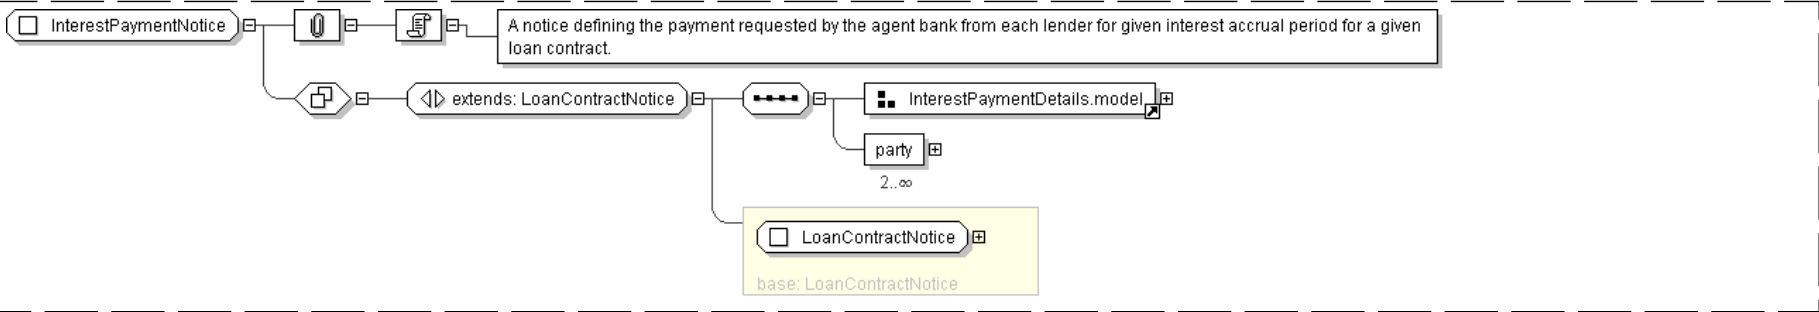 InterestPaymentNotice
A notice defining the payment requested by the agent bank from each lender for given interest accrual period for a given
loan contract.
extends: LoanContractNotice
InterestPaymentDetails.model
party
2..∞
LoanContractNotice
base: LoanContractNotice